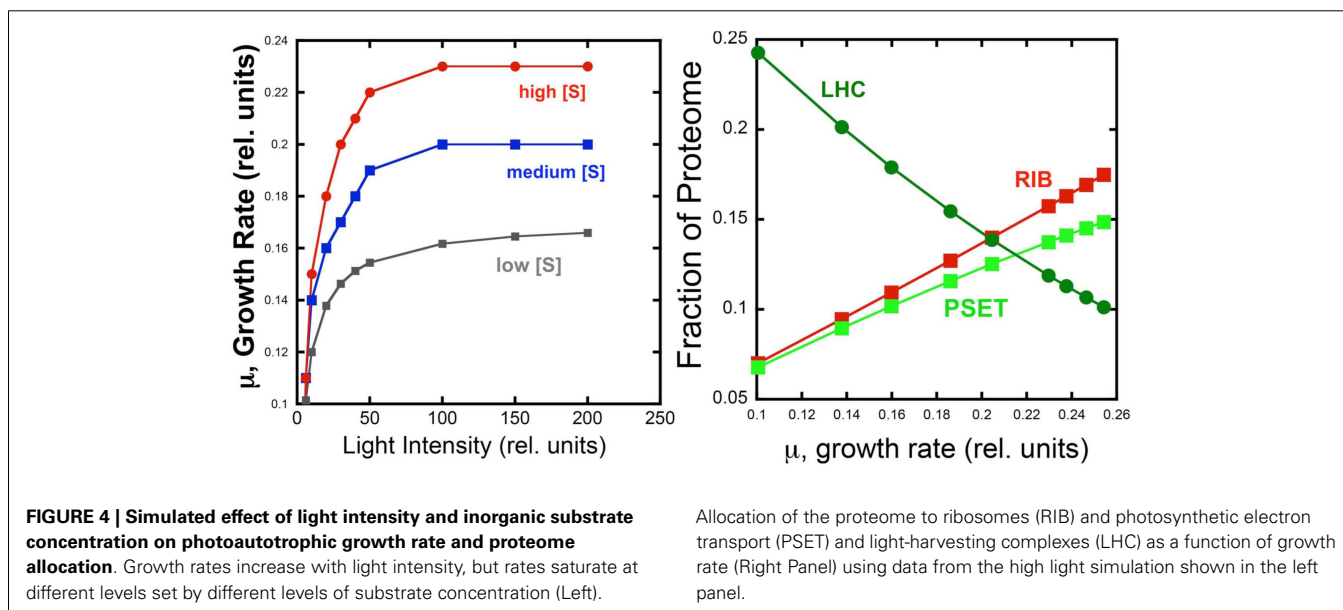 0.24
0.22
0.2
0.18
0.16
0.14
0.12
0.1
μ, Growth Rate (rel. units)
high [S]
medium [S]
low [S]
0 50 100 150 200 250
Light Intensity (rel. units)
0.25
0.2
0.15
0.1
0.05
Fraction of Proteome
LHC
RIB
PSET
0.1 0.12 0.14 0.16 0.18 0.2 0.22 0.24 0.26
μ, growth rate (rel. units)
FIGURE 4 | Simulated effect of light intensity and inorganic substrate
concentration on photoautotrophic growth rate and proteome
allocation. Growth rates increase with light intensity, but rates saturate at
different levels set by different levels of substrate concentration (Left).
Allocation of the proteome to ribosomes (RIB) and photosynthetic electron
transport (PSET) and light-harvesting complexes (LHC) as a function of growth
rate (Right Panel) using data from the high light simulation shown in the left
panel.